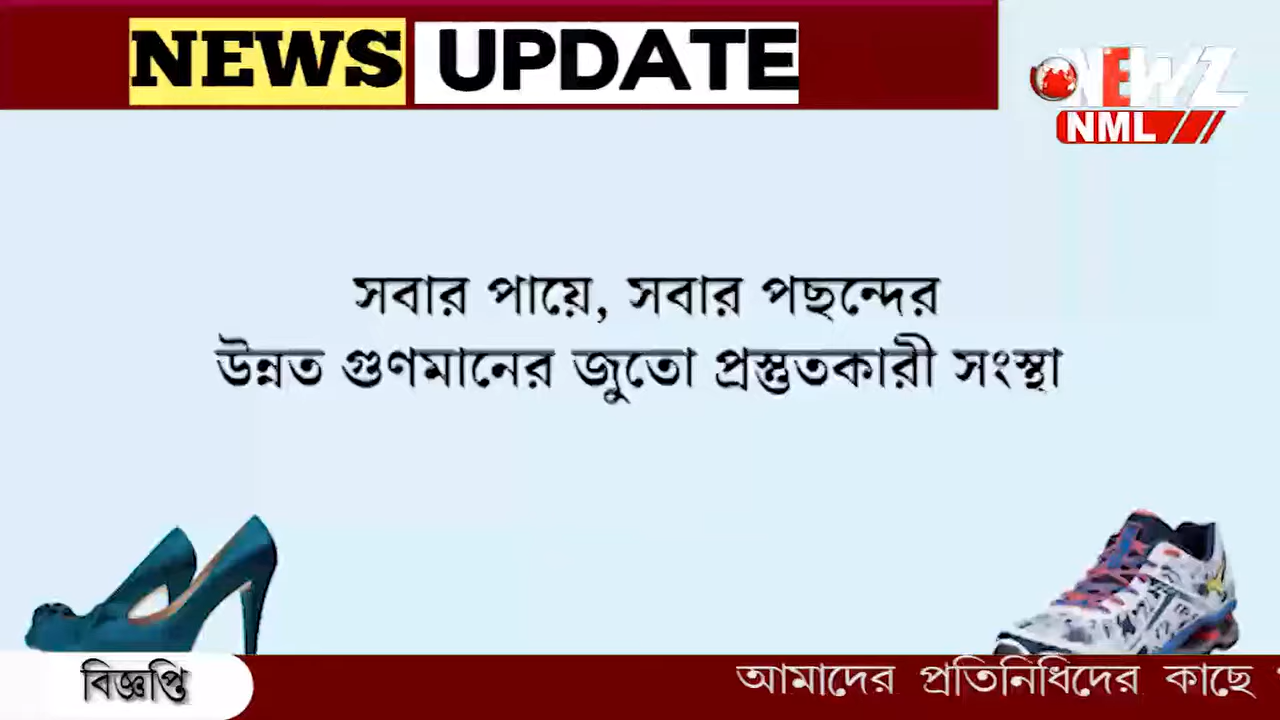 NEWS UPDATE
NEWZ
NML
সবার পায়ে, সবার পছন্দের
উন্নত গুণমানের জুতো প্রস্তুতকারী সংস্থা
বিজ্ঞপ্তি
আমাদের প্রতিনিধিদের কাছে